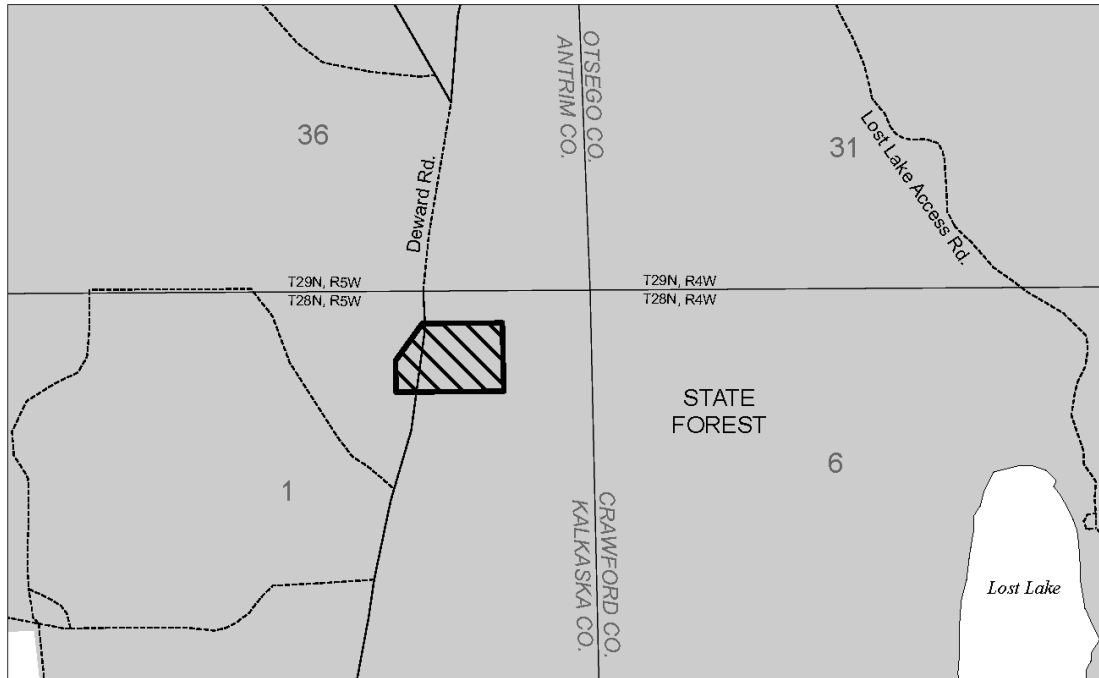 OTSEGO CO.
ANTRIM CO.
36
31
Deward Rd.
Lost Lake Access Rd.
T29N, R5W
T28N, R5W
T29N, R4W
T28N, R4W
STATE
FOREST
1
6
CRAWFORD CO.
KALKASKA CO.
Lost Lake